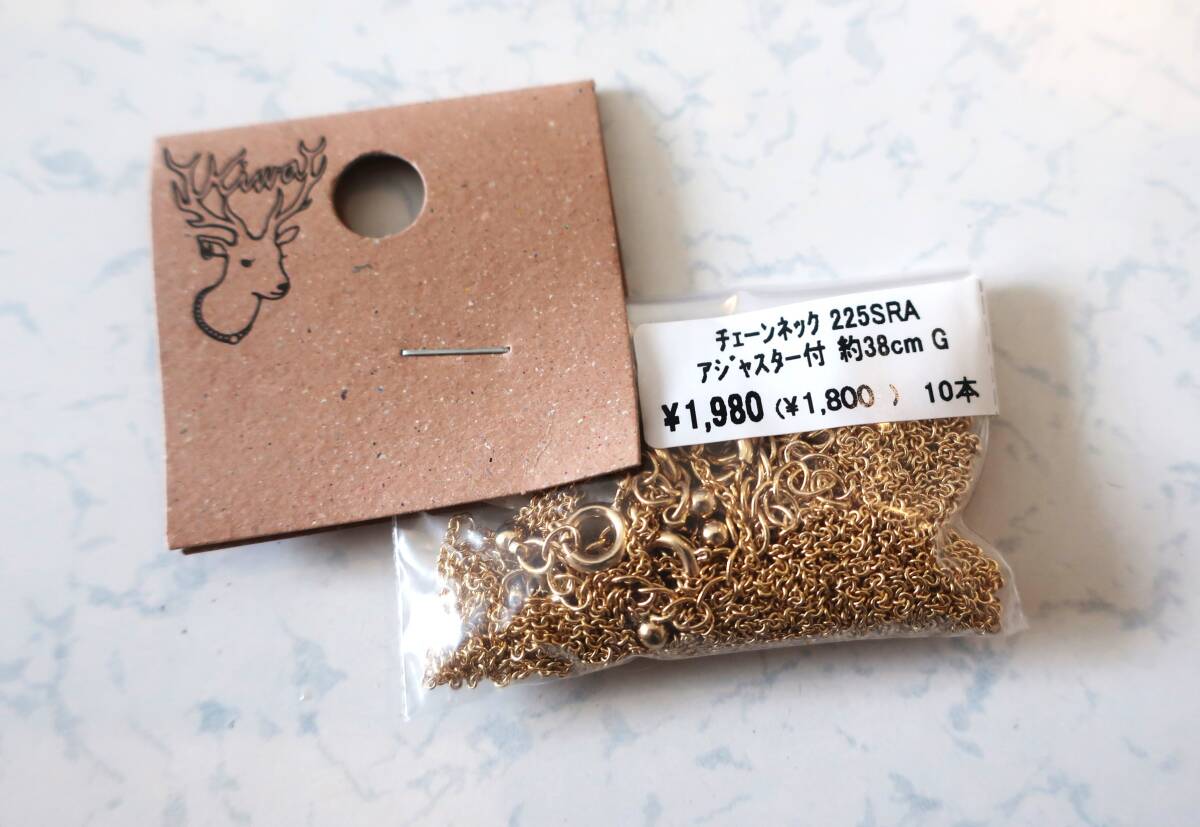 Kiwa
ﾁｪｰﾝﾈｯｸ 225SRA
ｱｼﾞｬｽﾀｰ付 約38cm G
¥1,980 (¥1,800 ) 10本